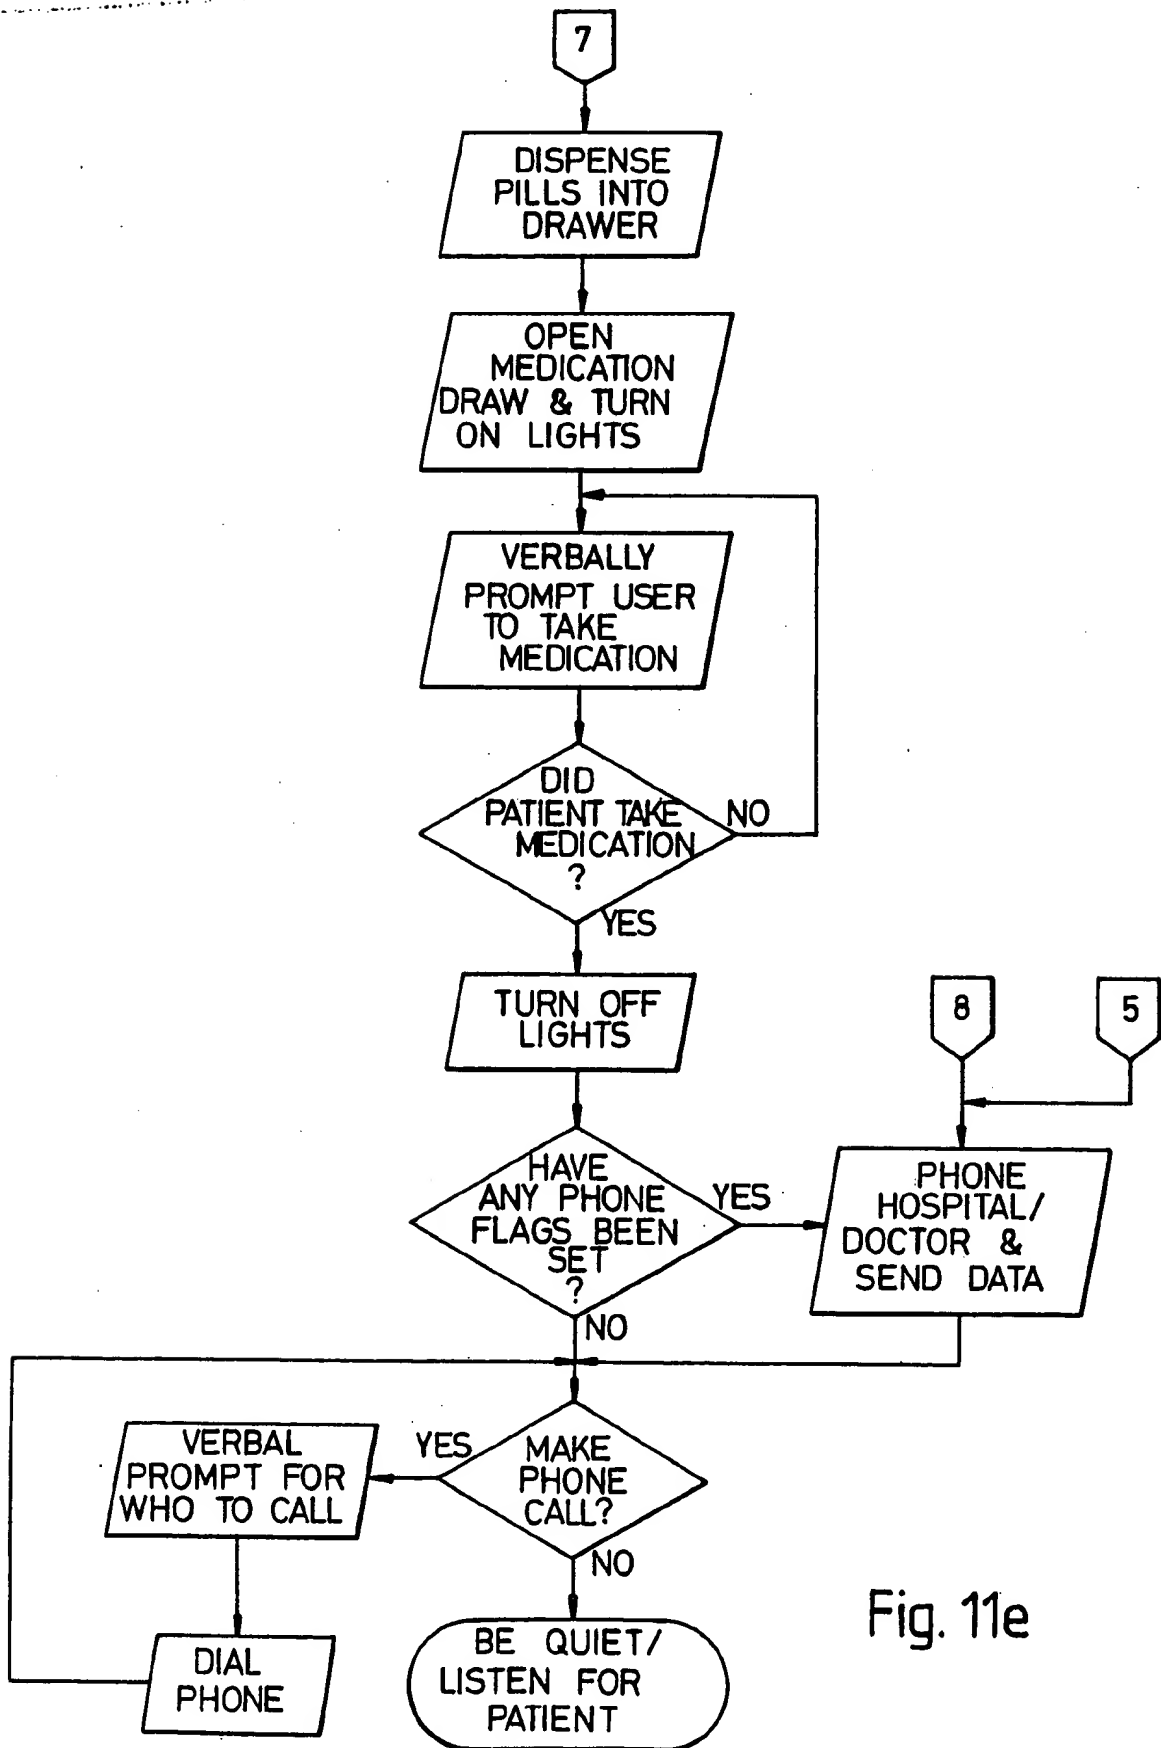 7
DISPENSE
PILLS INTO
DRAWER
OPEN
MEDICATION
DRAW & TURN
ON LIGHTS
VERBALLY
PROMPT USER
TO TAKE
MEDICATION
DID
PATIENT TAKE
MEDICATION
?
NO
YES
TURN OFF
LIGHTS
8
5
HAVE
ANY PHONE
FLAGS BEEN
SET
?
YES
NO
PHONE
HOSPITAL/
DOCTOR &
SEND DATA
MAKE
PHONE
CALL?
YES
NO
VERBAL
PROMPT FOR
WHO TO CALL
DIAL
PHONE
BE QUIET/
LISTEN FOR
PATIENT
Fig. 11e